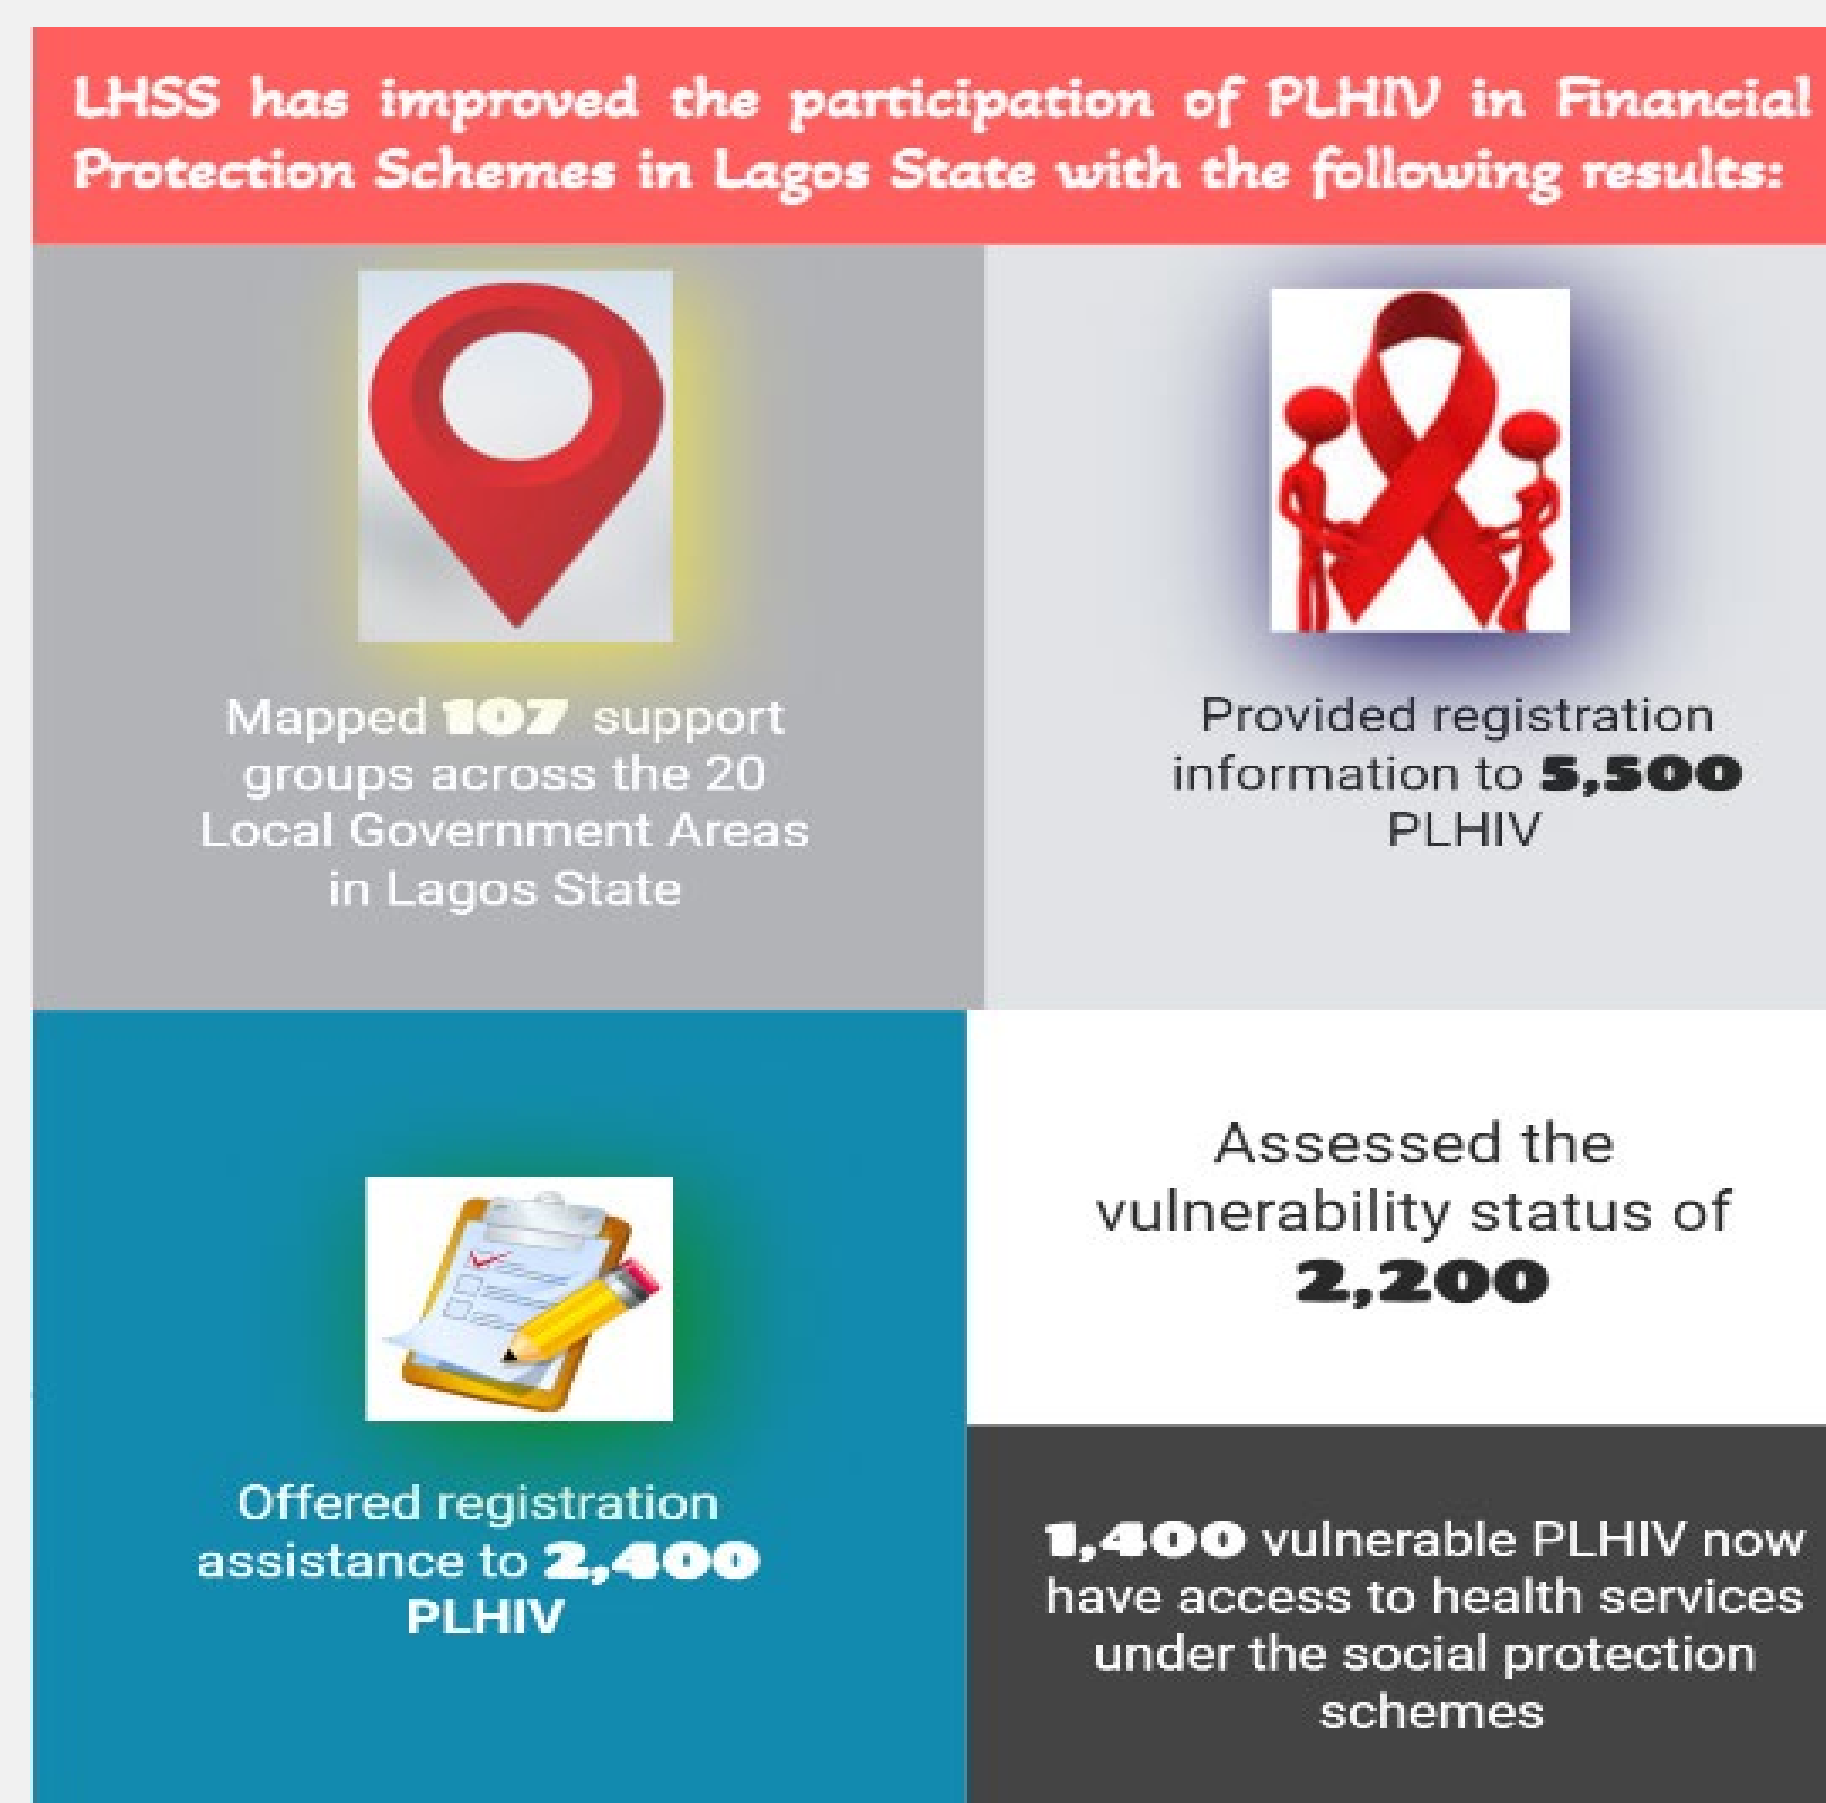 LHSS has improved the participation of PLHIV in Financial
Protection Schemes in Lagos State with the following results:
Mapped 107 support
groups across the 20
Local Government Areas
in Lagos State
Provided registration
information to 5,500
PLHIV
Offered registration
assistance to 2,400
PLHIV
Assessed the
vulnerability status of
2,200
1,400 vulnerable PLHIV now
have access to health services
under the social protection
schemes